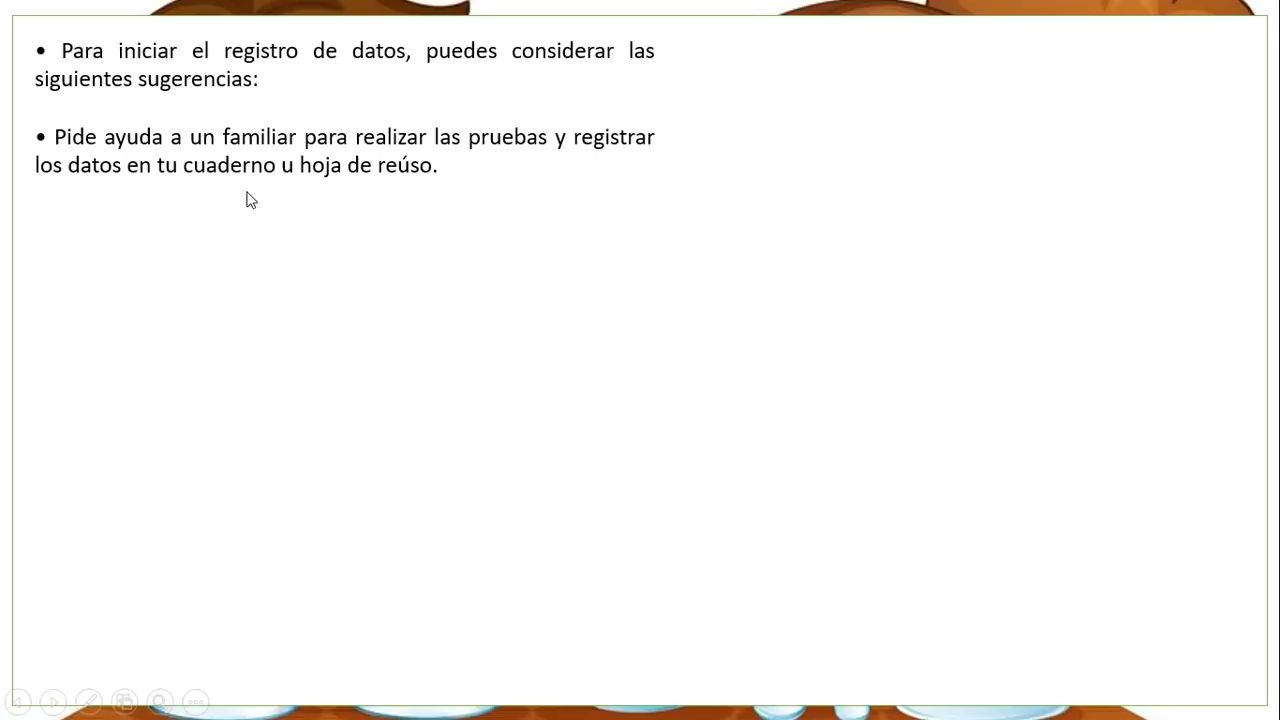 • Para iniciar el registro de datos, puedes considerar las
siguientes sugerencias:
• Pide ayuda a un familiar para realizar las pruebas y registrar
los datos en tu cuaderno u hoja de reúso.